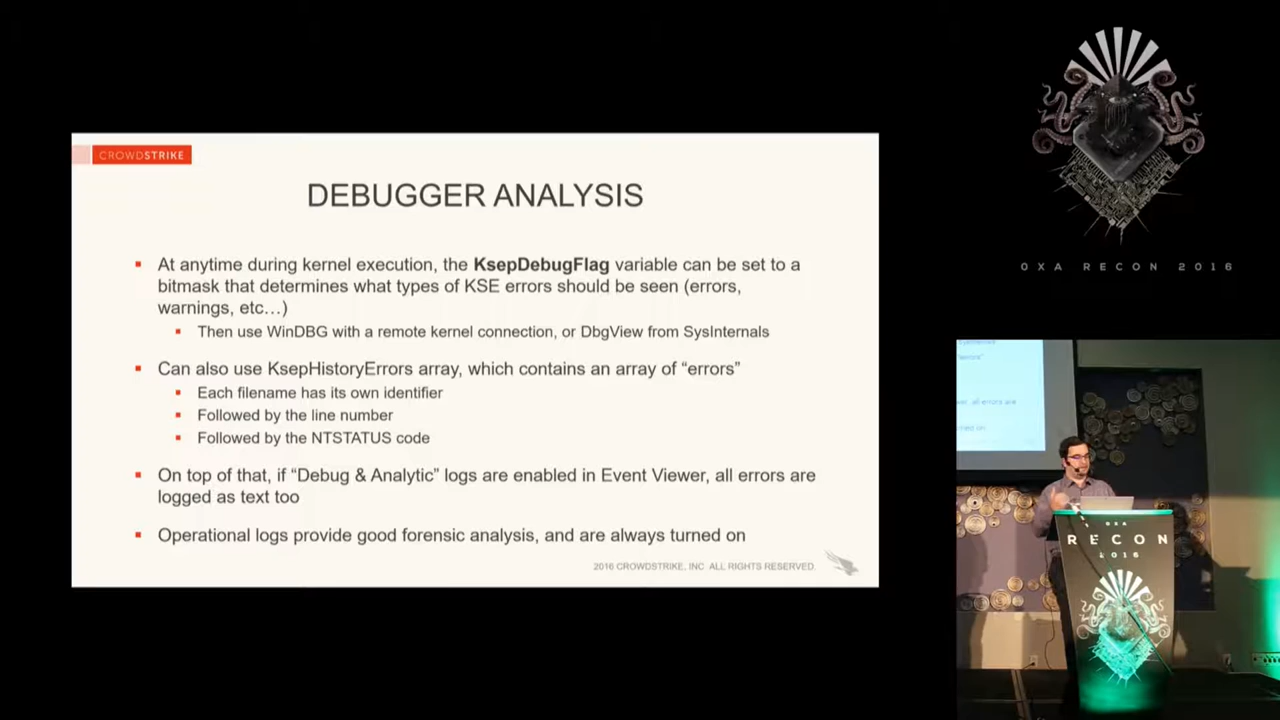 CROWDSTRIKE
DEBUGGER ANALYSIS
At anytime during kernel execution, the KsepDebugFlag variable can be set to a
bitmask that determines what types of KSE errors should be seen (errors,
warnings, etc…)
Then use WinDBG with a remote kernel connection, or DbgView from SysInternals
Can also use KsepHistoryErrors array, which contains an array of “errors”
Each filename has its own identifier
Followed by the line number
Followed by the NTSTATUS code
On top of that, if “Debug & Analytic” logs are enabled in Event Viewer, all errors are
logged as text too
Operational logs provide good forensic analysis, and are always turned on
2016 CROWDSTRIKE, INC. ALL RIGHTS RESERVED.
0XA RECON 2016
0XA
RECON
2016